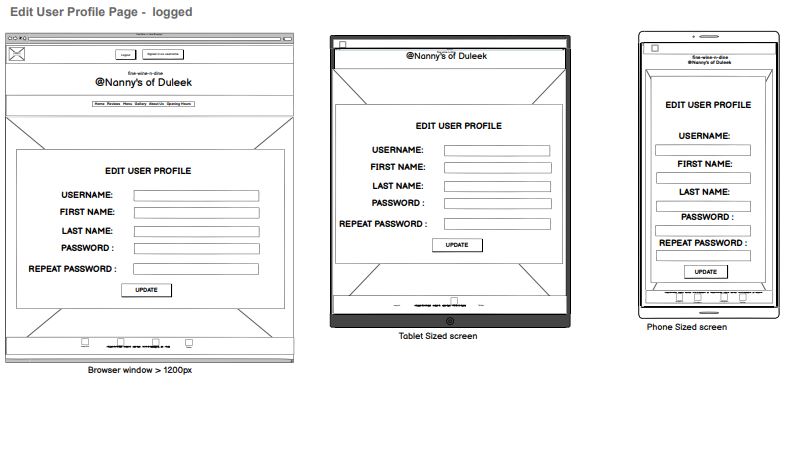 Edit User Profile Page - logged
Logout
Signed in as username
fine-wine-n-dine
@Nanny's of Duleek
Home Reviews Menu Gallery About Us Opening Hours
EDIT USER PROFILE
USERNAME:
FIRST NAME:
LAST NAME:
PASSWORD :
REPEAT PASSWORD :
UPDATE
Browser window > 1200px
@Nanny's of Duleek
EDIT USER PROFILE
USERNAME:
FIRST NAME:
LAST NAME:
PASSWORD :
REPEAT PASSWORD :
UPDATE
Tablet Sized screen
fine-wine-n-dine
@Nanny's of Duleek
EDIT USER PROFILE
USERNAME:
FIRST NAME:
LAST NAME:
PASSWORD :
REPEAT PASSWORD :
UPDATE
Phone Sized screen